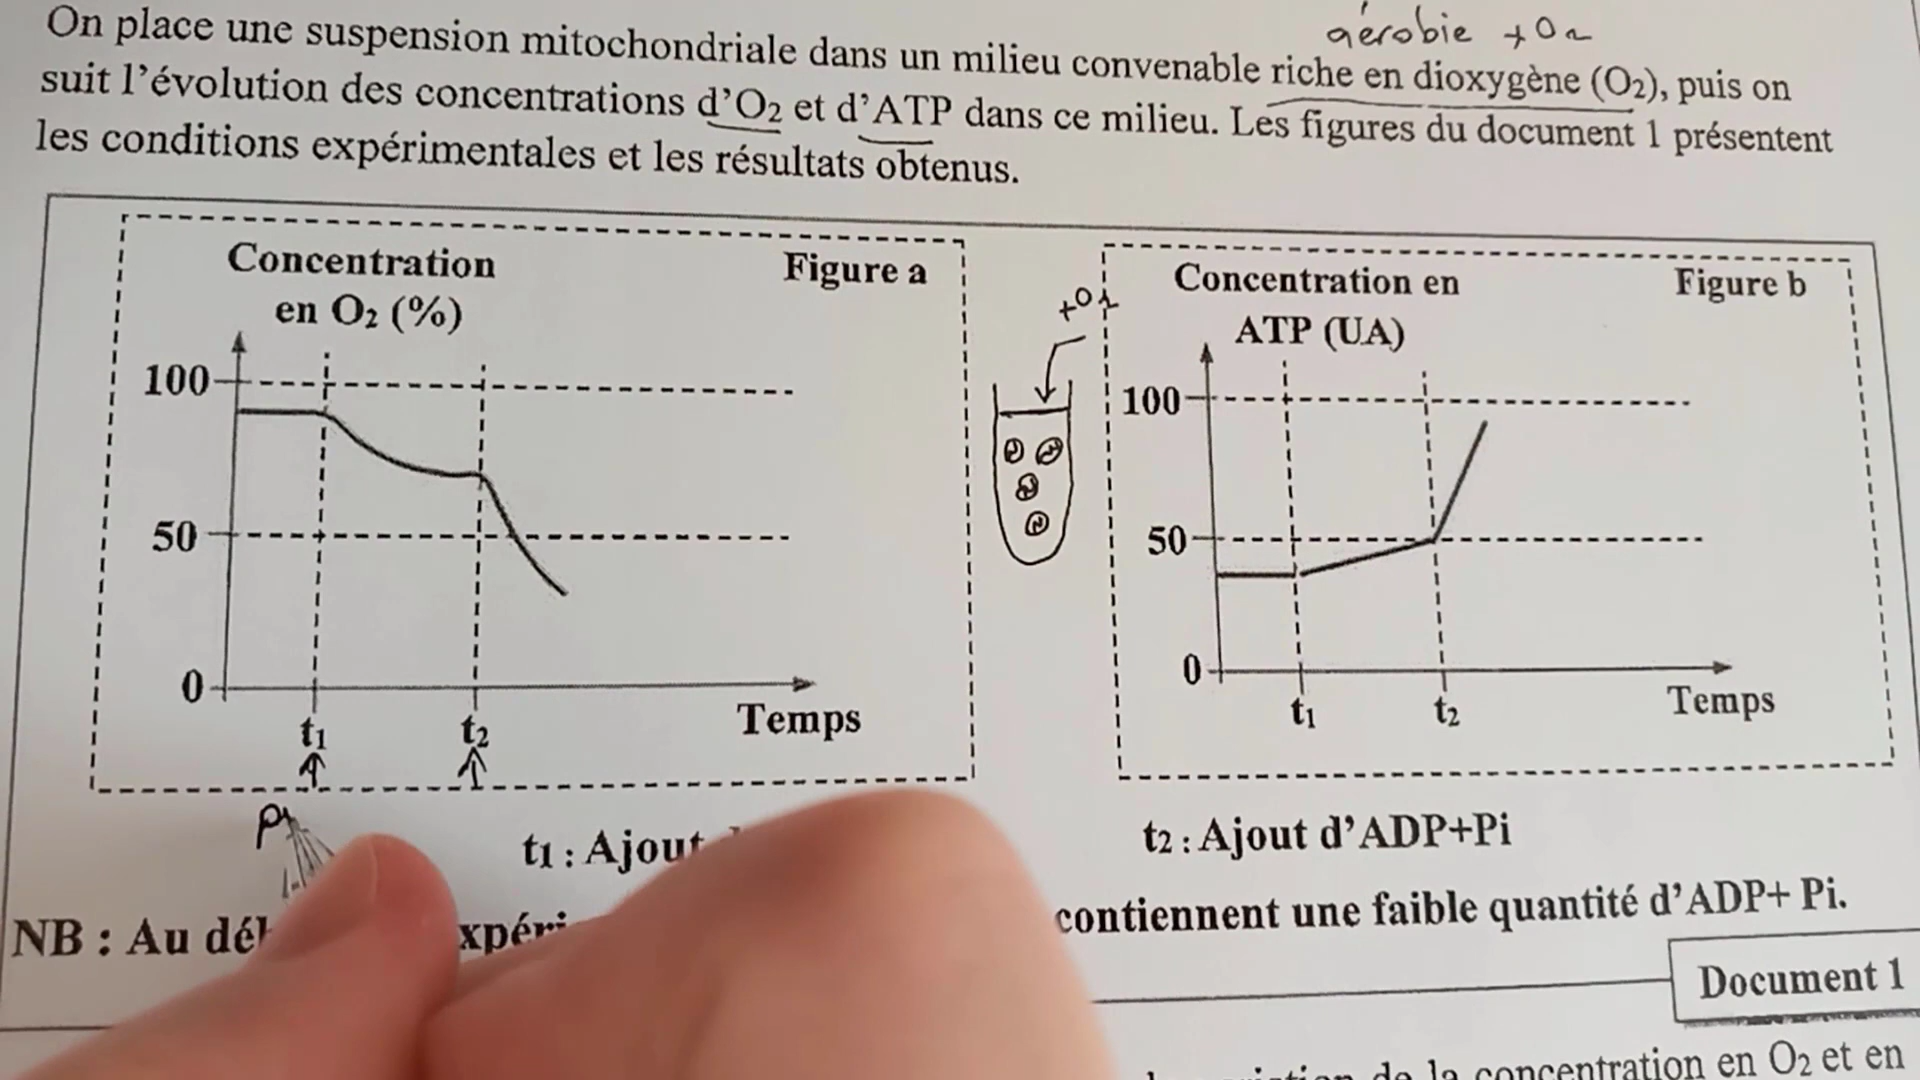 aérobie +O2
On place une suspension mitochondriale dans un milieu convenable riche en dioxygène (O2), puis on
suit l'évolution des concentrations d'O2 et d'ATP dans ce milieu. Les figures du document 1 présentent
les conditions expérimentales et les résultats obtenus.
Concentration
en O2 (%)
Figure a
100
50
0
t1
t2
Temps
+O2
Concentration en
ATP (UA)
Figure b
100
50
0
t1
t2
Temps
t1 : Ajout
t2 : Ajout d'ADP+Pi
NB : Au
contiennent une faible quantité d'ADP+ Pi.
Document 1
de la concentration en O2 et en